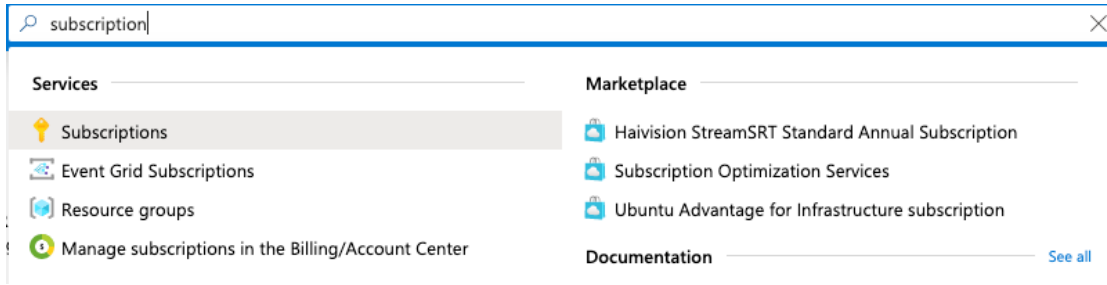 subscription
Services
Subscriptions
Event Grid Subscriptions
Resource groups
Manage subscriptions in the Billing/Account Center
Marketplace
Haivision StreamSRT Standard Annual Subscription
Subscription Optimization Services
Ubuntu Advantage for Infrastructure subscription
Documentation
See all